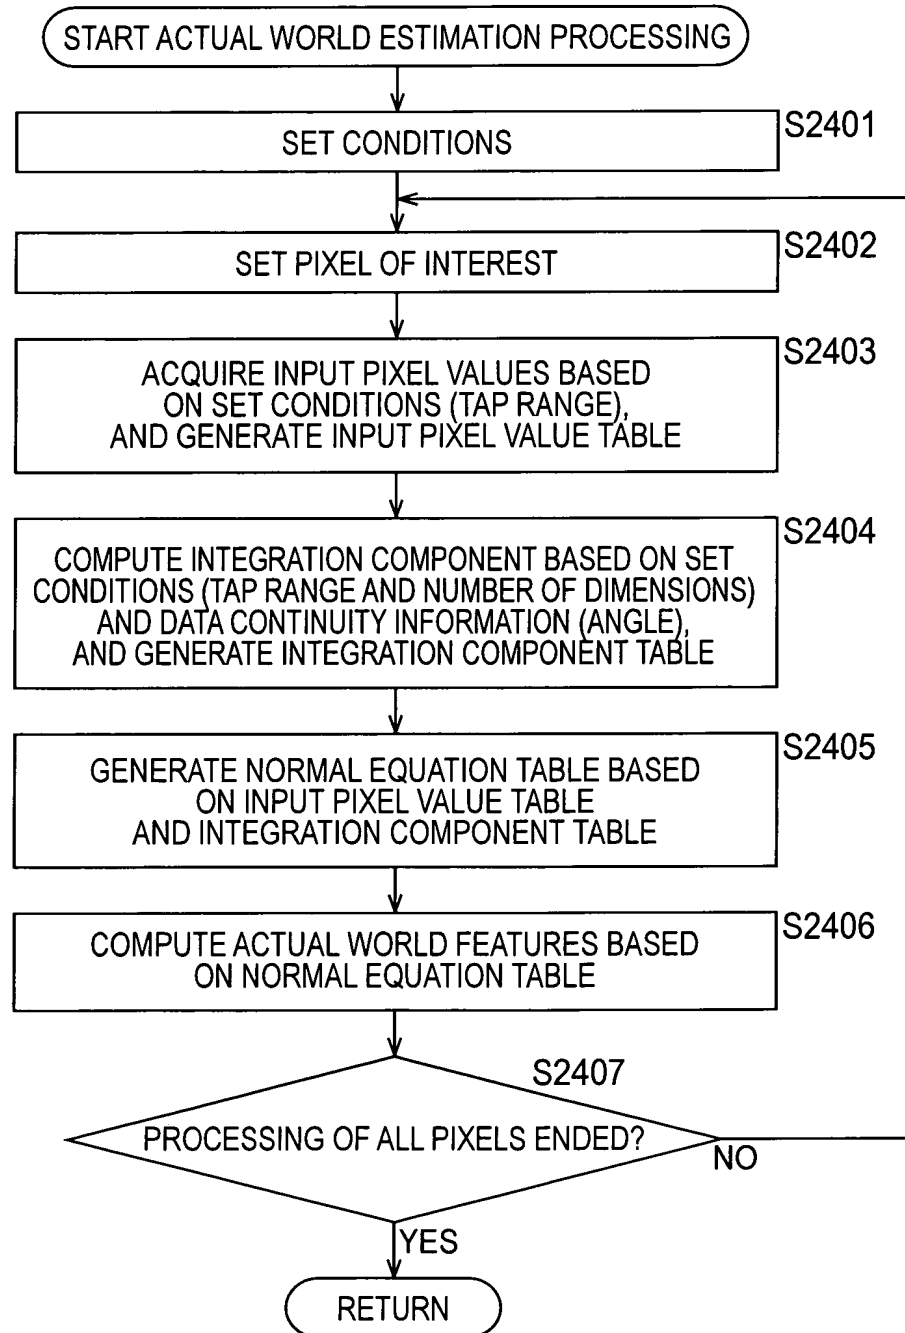 START ACTUAL WORLD ESTIMATION PROCESSING
SET CONDITIONS
S2401
SET PIXEL OF INTEREST
S2402
ACQUIRE INPUT PIXEL VALUES BASED
ON SET CONDITIONS (TAP RANGE),
AND GENERATE INPUT PIXEL VALUE TABLE
S2403
COMPUTE INTEGRATION COMPONENT BASED ON SET
CONDITIONS (TAP RANGE AND NUMBER OF DIMENSIONS)
AND DATA CONTINUITY INFORMATION (ANGLE),
AND GENERATE INTEGRATION COMPONENT TABLE
S2404
GENERATE NORMAL EQUATION TABLE BASED
ON INPUT PIXEL VALUE TABLE
AND INTEGRATION COMPONENT TABLE
S2405
COMPUTE ACTUAL WORLD FEATURES BASED
ON NORMAL EQUATION TABLE
S2406
S2407
PROCESSING OF ALL PIXELS ENDED?
NO
YES
RETURN